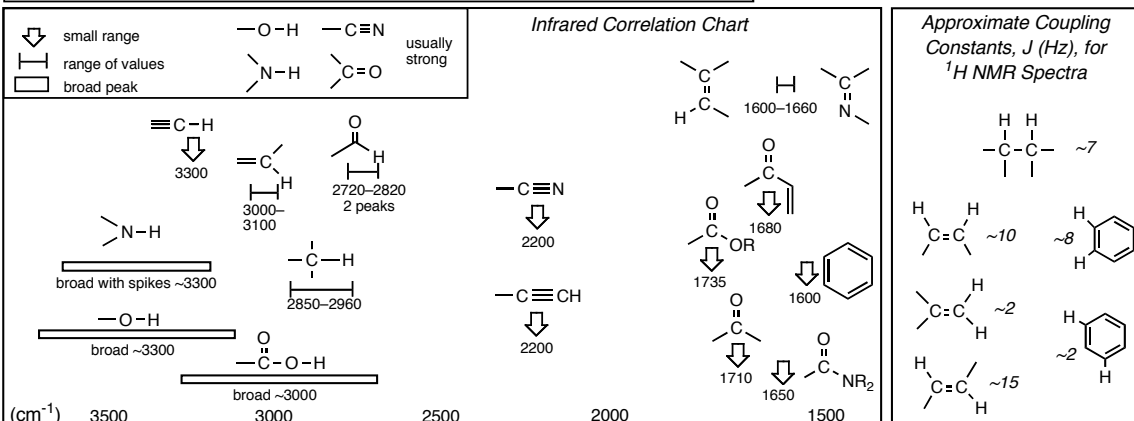 small range
range of values
broad peak
O H
C≡N
N H
C=O
usually
strong
Infrared Correlation Chart
C
H C
1600–1660
C
N
≡C H
3300
=C
H
3000–
3100
O
H
2720–2820
2 peaks
C≡N
2200
O
1680
N H
broad with spikes ~3300
C H
2850–2960
O
C
OR
1735
1600
C≡CH
2200
O H
broad ~3300
O
C O H
broad ~3000
O
C
1710
O
C
NR2
1650
(cm-1) 3500 3000 2500 2000 1500
Approximate Coupling
Constants, J (Hz), for
1H NMR Spectra
H H
C C
~7
H H
C=C
~10
H
H
~8
H
C=C
H
~2
H
H
~2
H
C=C
H
~15